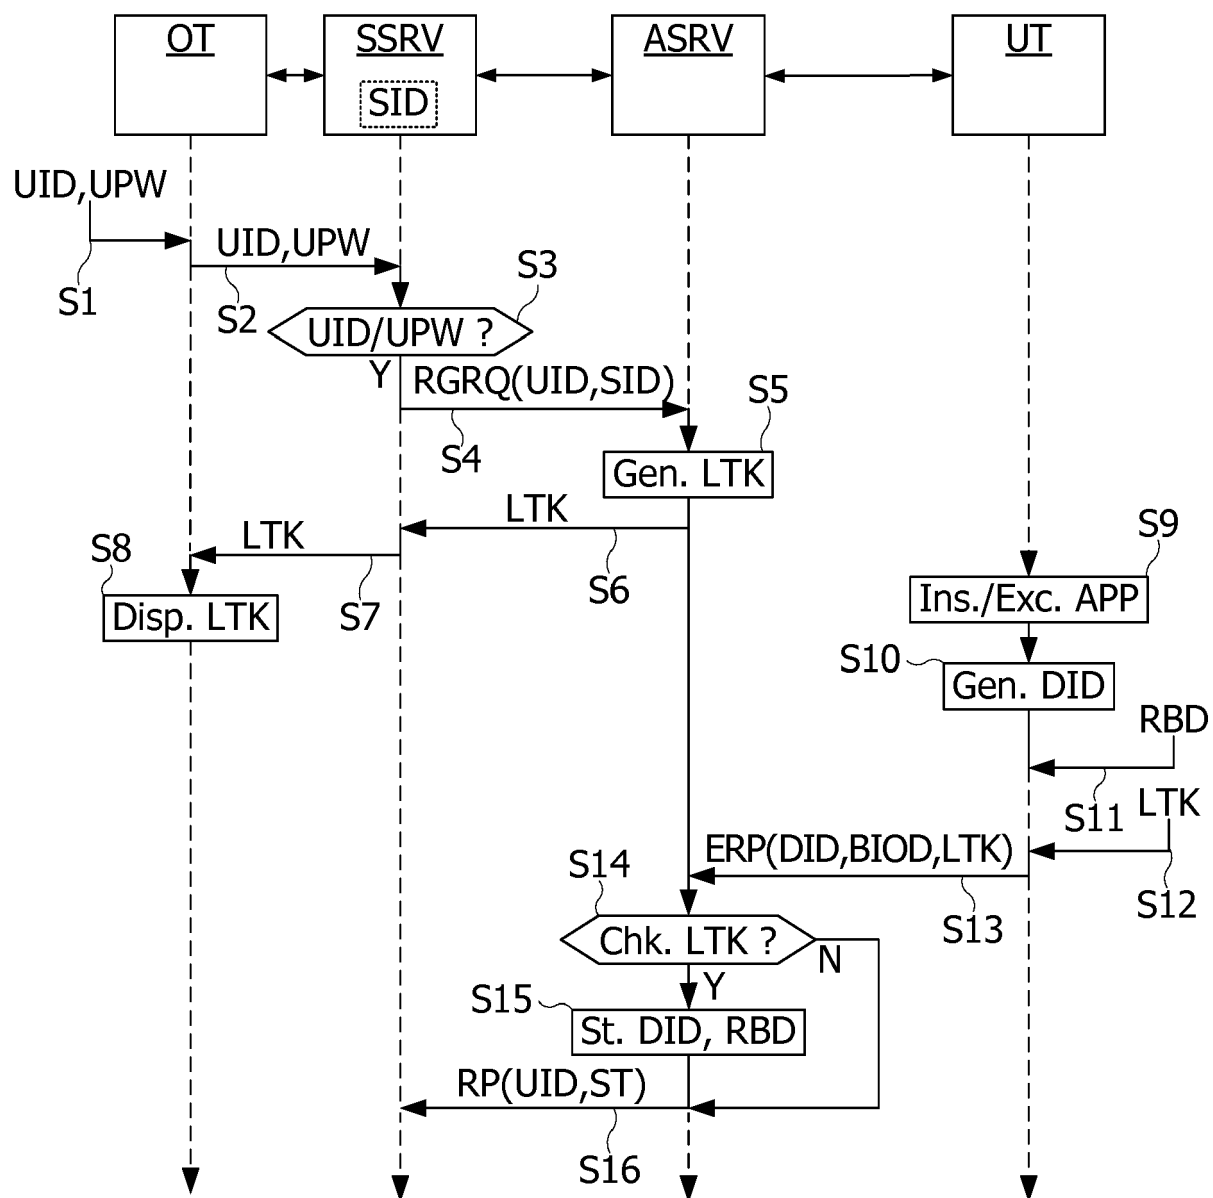 OT
SSRV
ASRV
UT
SID
UID,UPW
S1
UID,UPW
S2
S3
UID/UPW ?
Y
RGRQ(UID,SID)
S4
S5
Gen. LTK
LTK
S6
LTK
S7
S8
Disp. LTK
S9
Ins./Exc. APP
S10
Gen. DID
RBD
S11
LTK
S12
ERP(DID,BIOD,LTK)
S13
S14
Chk. LTK ?
N
Y
S15
St. DID, RBD
RP(UID,ST)
S16